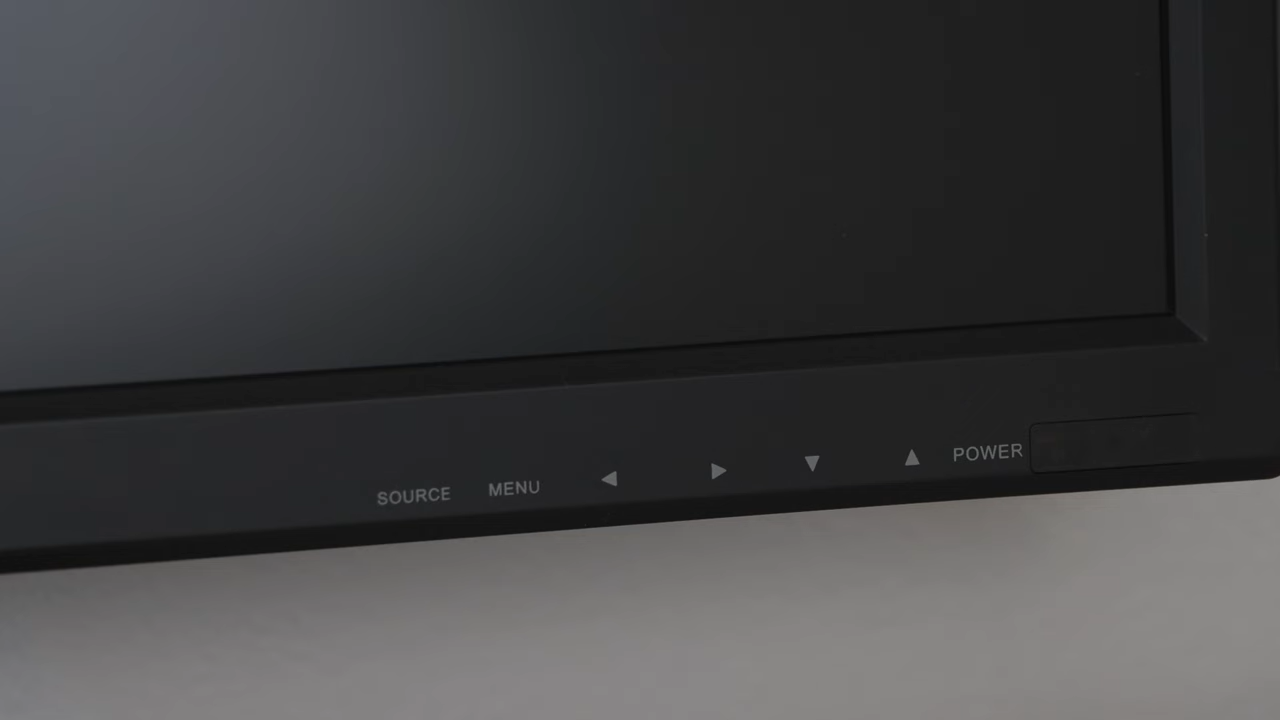 SOURCE MENU ◀ ▶ ▼ ▲ POWER